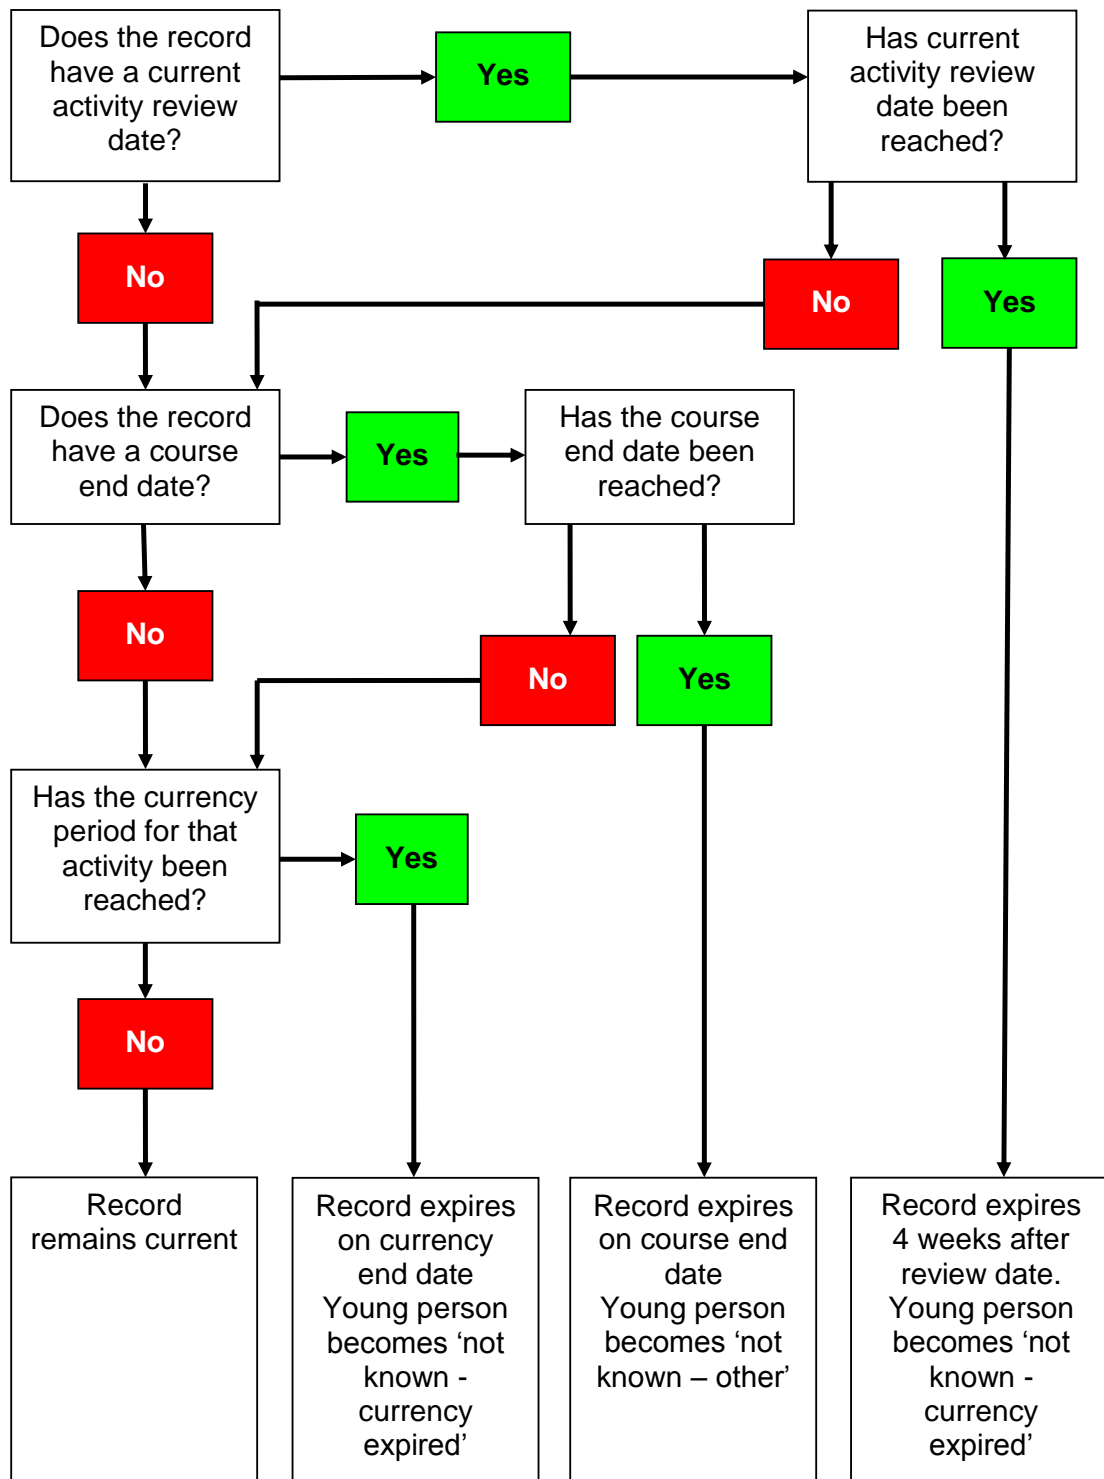 Does the record
have a current
activity review
date?
Yes
Has current
activity review
date been
reached?
No
No
Yes
Does the record
have a course
end date?
Yes
Has the course
end date been
reached?
No
No
Yes
Has the currency
period for that
activity been
reached?
Yes
No
Record
remains current
Record expires
on currency
end date
Young person
becomes ‘not
known -
currency
expired’
Record expires
on course end
date
Young person
becomes ‘not
known – other’
Record expires
4 weeks after
review date.
Young person
becomes ‘not
known -
currency
expired’